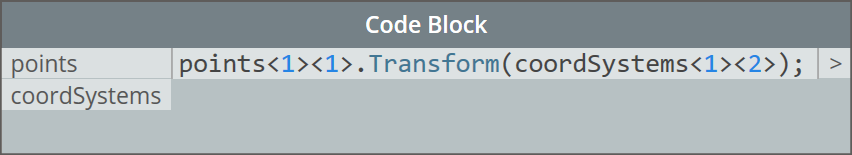 Code Block
points
points<1><1>.Transform(coordSystems<1><2>);
>
coordSystems